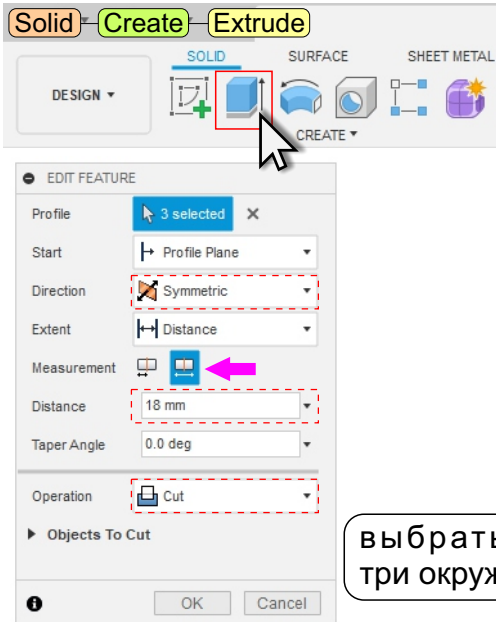 Solid Create Extrude
SOLID SURFACE SHEET METAL
DESIGN
CREATE
EDIT FEATURE
Profile 3 selected
Start Profile Plane
Direction Symmetric
Extent Distance
Measurement
Distance 18 mm
Taper Angle 0.0 deg
Operation Cut
Objects To Cut
OK Cancel
выбрать
три окруж